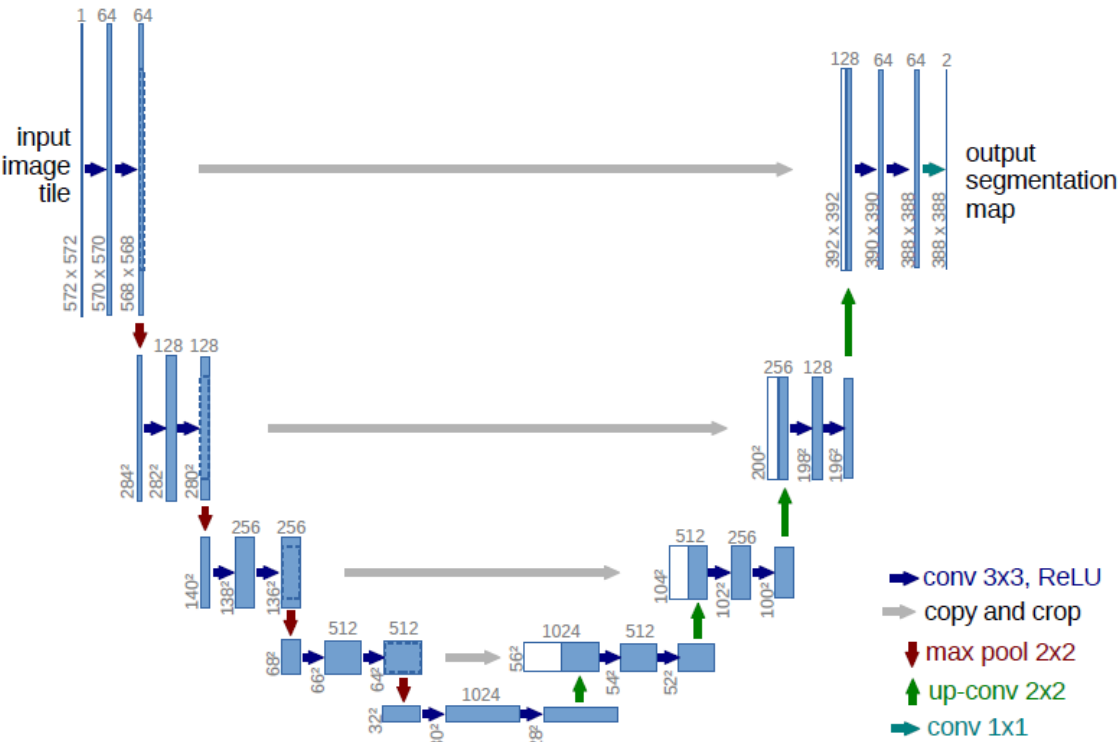 1 64 64
input
image
tile
572 x 572
570 x 570
568 x 568
128 64 64 2
output
segmentation
map
392 x 392
390 x 390
388 x 388
388 x 388
128 128
284²
282²
280²
256 128
200²
198²
196²
256 256
140²
138²
136²
512 256
104²
102²
100²
512 512
68²
66²
64²
1024 512
56²
54²
52²
1024
32²
conv 3x3, ReLU
copy and crop
max pool 2x2
up-conv 2x2
conv 1x1